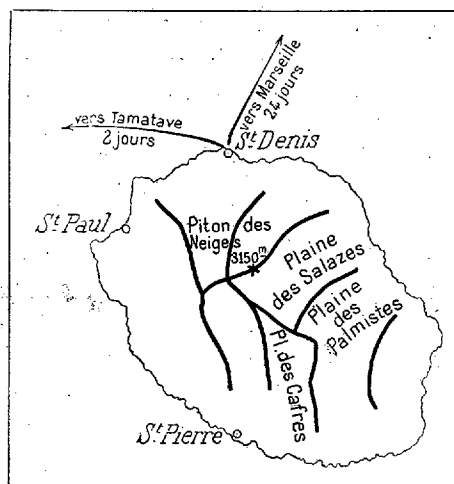 vers Marseille
24 jours
vers Tamatave
2 jours
St Denis
St Paul
Piton des
Neiges
3150m
Plaine
des Salazes
Plaine
des
Palmistes
Pl. des Cafres
St Pierre